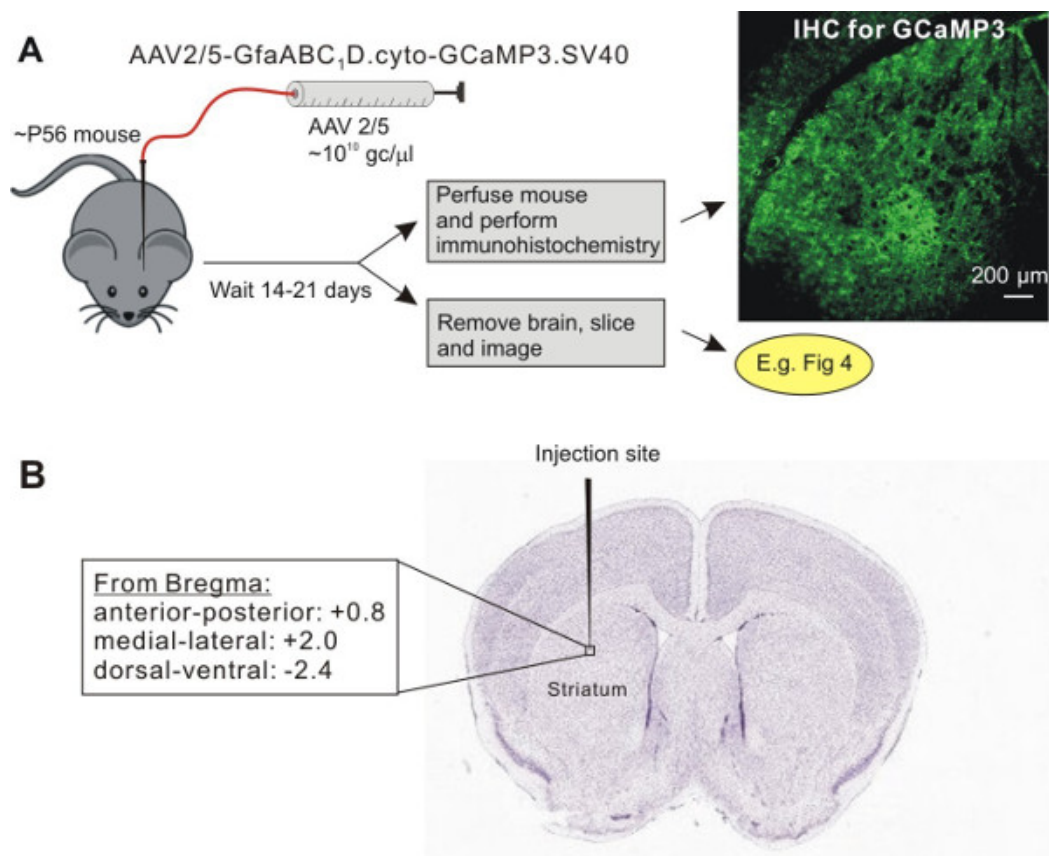 A
AAV2/5-GfaABC₁D.cyto-GCaMP3.SV40
~P56 mouse
AAV 2/5
~10¹⁰ gc/µl
Wait 14-21 days
Perfuse mouse
and perform
immunohistochemistry
Remove brain, slice
and image
IHC for GCaMP3
200 µm
E.g. Fig 4
B
Injection site
From Bregma:
anterior-posterior: +0.8
medial-lateral: +2.0
dorsal-ventral: -2.4
Striatum